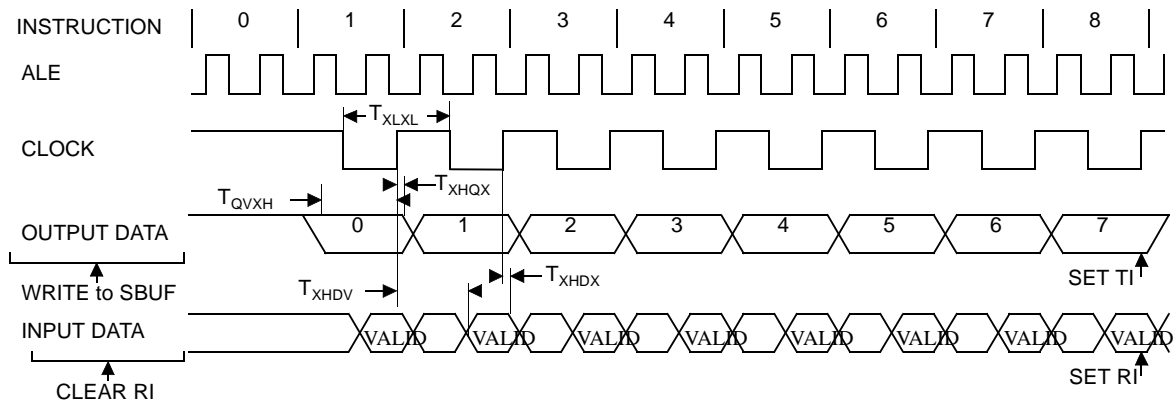 INSTRUCTION 0 1 2 3 4 5 6 7 8
ALE
TXLXL
CLOCK
TXHQX
TQVXH
OUTPUT DATA 0 1 2 3 4 5 6 7
WRITE to SBUF
SET TI
TXHDV
TXHDX
INPUT DATA VALID VALID VALID VALID VALID VALID VALID VALID
CLEAR RI
SET RI